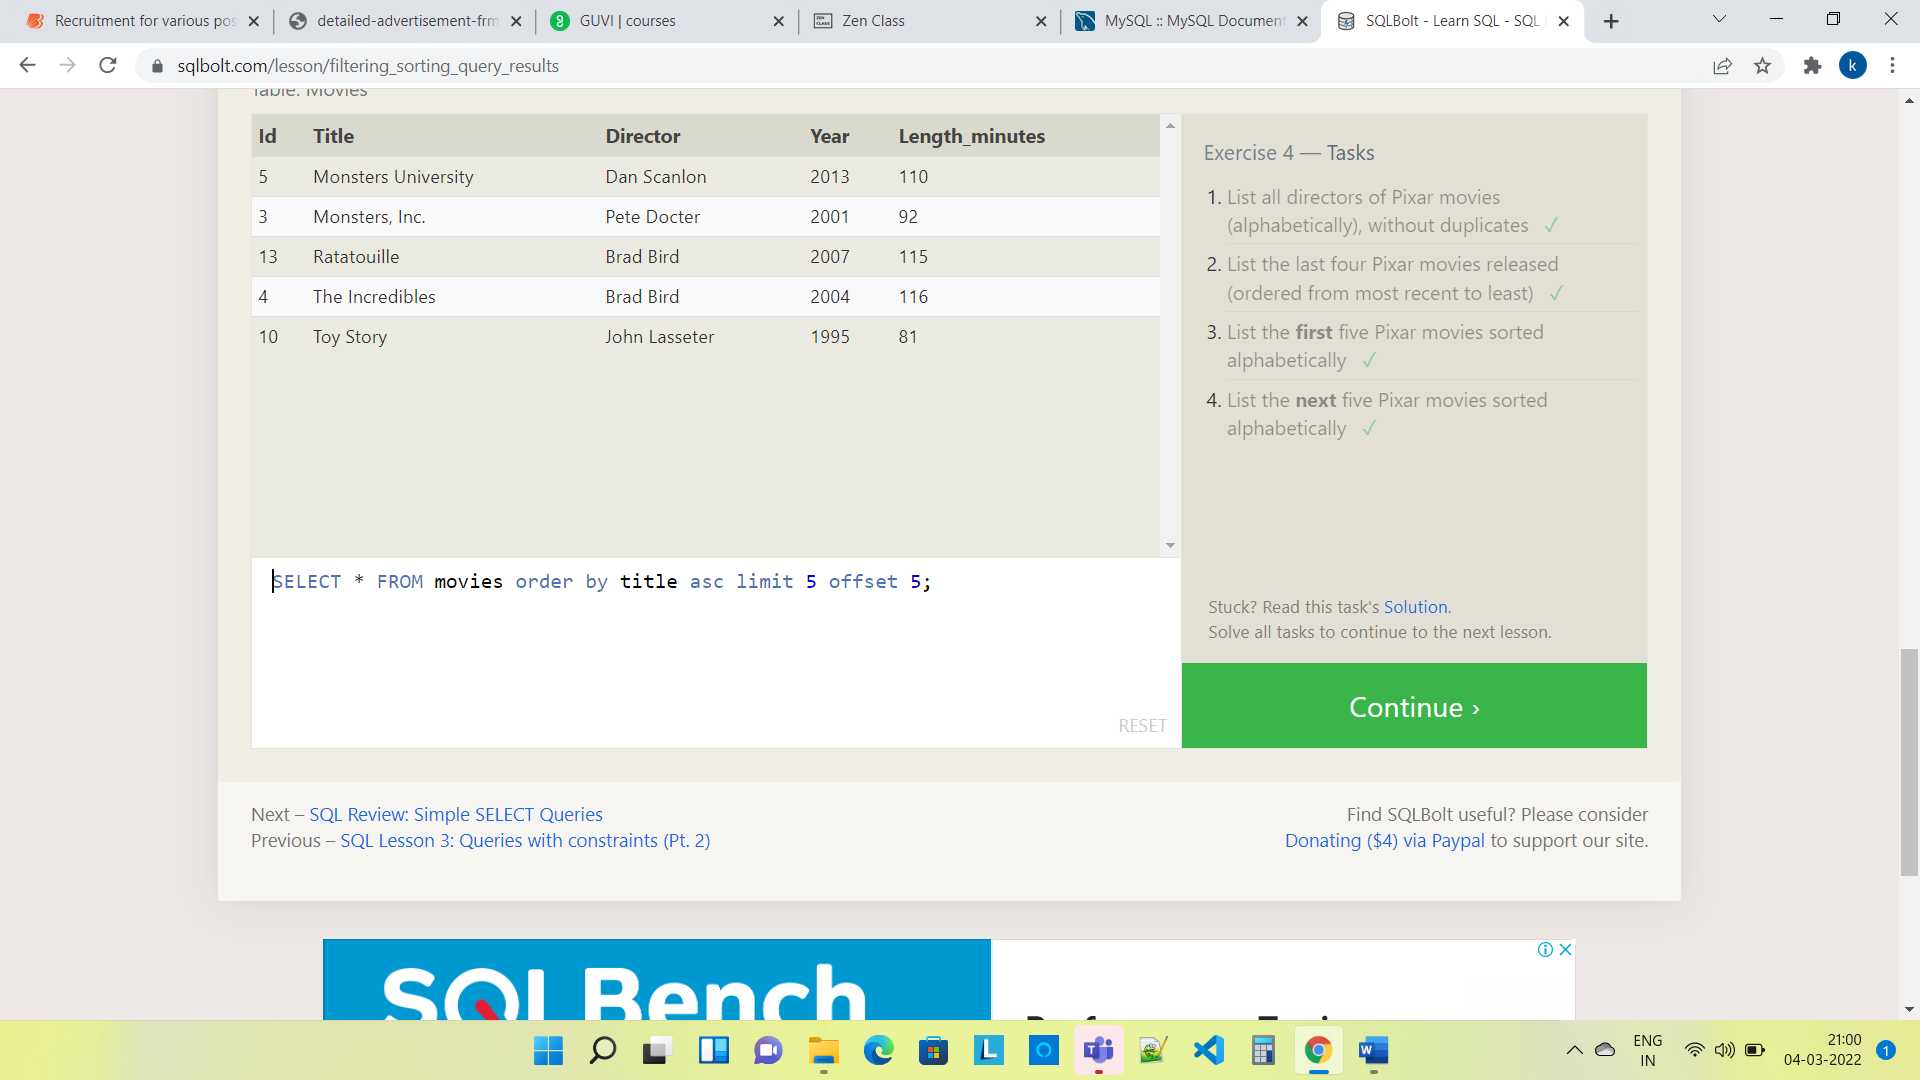 Recruitment for various pos
detailed-advertisement-frm
GUVI | courses
Zen Class
MySQL :: MySQL Document
SQLBolt - Learn SQL - SQL
sqlbolt.com/lesson/filtering_sorting_query_results
k
Table: Movies
Id Title Director Year Length_minutes
5 Monsters University Dan Scanlon 2013 110
3 Monsters, Inc. Pete Docter 2001 92
13 Ratatouille Brad Bird 2007 115
4 The Incredibles Brad Bird 2004 116
10 Toy Story John Lasseter 1995 81
SELECT * FROM movies order by title asc limit 5 offset 5;
RESET
Exercise 4 — Tasks
1. List all directors of Pixar movies
(alphabetically), without duplicates ✓
2. List the last four Pixar movies released
(ordered from most recent to least) ✓
3. List the first five Pixar movies sorted
alphabetically ✓
4. List the next five Pixar movies sorted
alphabetically ✓
Stuck? Read this task's Solution.
Solve all tasks to continue to the next lesson.
Continue ›
Next – SQL Review: Simple SELECT Queries
Previous – SQL Lesson 3: Queries with constraints (Pt. 2)
Find SQLBolt useful? Please consider
Donating ($4) via Paypal to support our site.
SQL Bench
ENG
IN
21:00
04-03-2022
1